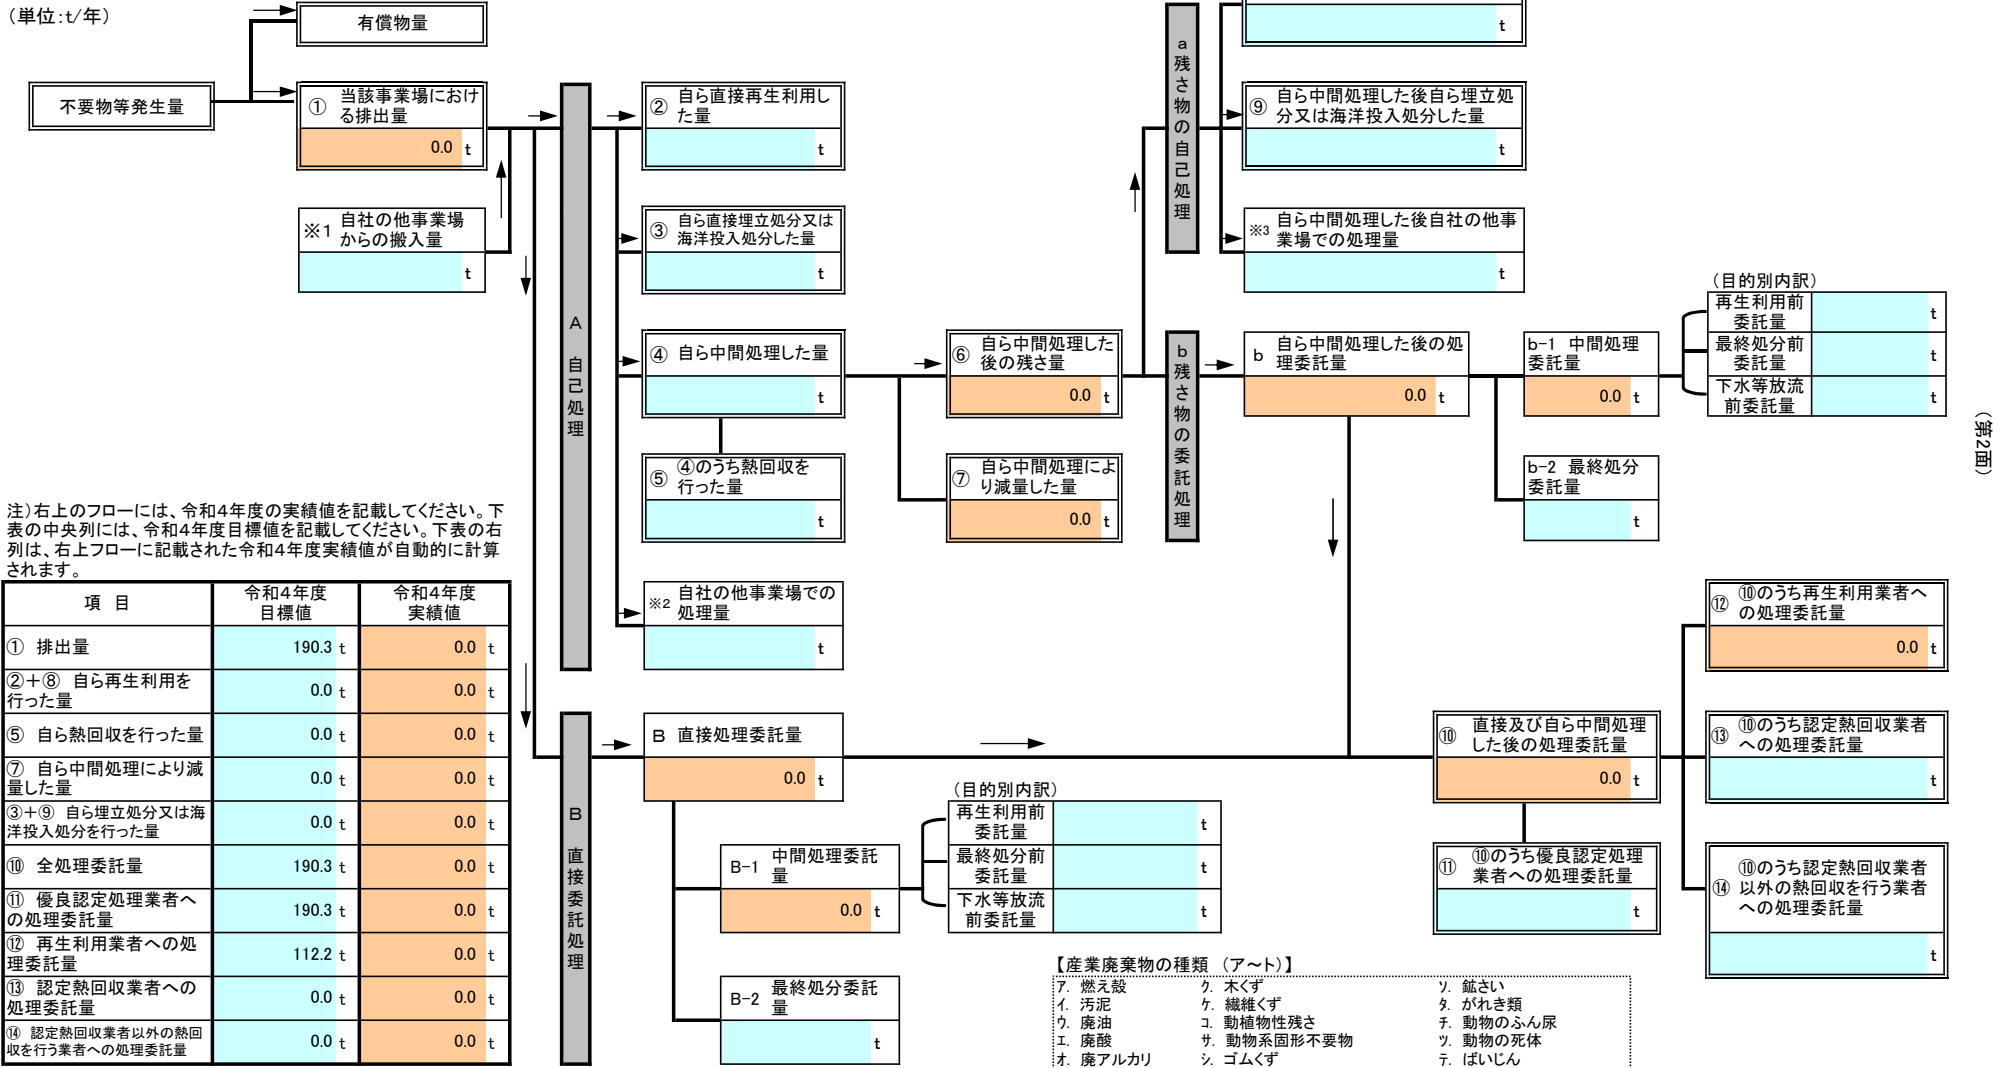 （単位：t/年）
有償物量
不要物等発生量
① 当該事業場におけ
る排出量
0.0 t
※1 自社の他事業場
からの搬入量
t
A 自己処理
② 自ら直接再生利用し
た量
t
③ 自ら直接埋立処分又は
海洋投入処分した量
t
④ 自ら中間処理した量
t
⑤ ④のうち熱回収を
行った量
t
※2 自社の他事業場での
処理量
t
⑥ 自ら中間処理した
後の残さ量
0.0 t
⑦ 自ら中間処理によ
り減量した量
0.0 t
a 残さ物の自己処理
t
⑨ 自ら中間処理した後自ら埋立処
分又は海洋投入処分した量
t
※3 自ら中間処理した後自社の他事
業場での処理量
t
b 残さ物の委託処理
b 自ら中間処理した後の処
理委託量
0.0 t
b-1 中間処理
委託量
0.0 t
b-2 最終処分
委託量
t
（目的別内訳）
再生利用前
委託量
t
最終処分前
委託量
t
下水等放流
前委託量
t
（第2面）
注）右上のフローには、令和4年度の実績値を記載してください。下
表の中央列には、令和4年度目標値を記載してください。下表の右
列は、右上フローに記載された令和4年度実績値が自動的に計算
されます。
項 目 令和4年度 令和4年度
目標値 実績値
① 排出量 190.3 t 0.0 t
②＋⑧ 自ら再生利用を
行った量 0.0 t 0.0 t
⑤ 自ら熱回収を行った量 0.0 t 0.0 t
⑦ 自ら中間処理により減
量した量 0.0 t 0.0 t
③＋⑨ 自ら埋立処分又は海
洋投入処分を行った量 0.0 t 0.0 t
⑩ 全処理委託量 190.3 t 0.0 t
⑪ 優良認定処理業者へ
の処理委託量 190.3 t 0.0 t
⑫ 再生利用業者への処
理委託量 112.2 t 0.0 t
⑬ 認定熱回収業者への
処理委託量 0.0 t 0.0 t
⑭ 認定熱回収業者以外の熱回
収を行う業者への処理委託量 0.0 t 0.0 t
B 直接委託処理
B 直接処理委託量
0.0 t
B-1 中間処理委託
量
0.0 t
B-2 最終処分委託
量
t
（目的別内訳）
再生利用前
委託量
t
最終処分前
委託量
t
下水等放流
前委託量
t
⑩ 直接及び自ら中間処理
した後の処理委託量
0.0 t
⑪ ⑩のうち優良認定処理
業者への処理委託量
t
⑫ ⑩のうち再生利用業者へ
の処理委託量
0.0 t
⑬ ⑩のうち認定熱回収業者
への処理委託量
t
⑭ ⑩のうち認定熱回収業者
以外の熱回収を行う業者
への処理委託量
t
【産業廃棄物の種類 （ア～ト）】
ア. 燃え殻 ク. 木くず ソ. 鉱さい
イ. 汚泥 ケ. 繊維くず タ. がれき類
ウ. 廃油 コ. 動植物性残さ チ. 動物のふん尿
エ. 廃酸 サ. 動物系固形不要物 ツ. 動物の死体
オ. 廃アルカリ シ. ゴムくず テ. ばいじん